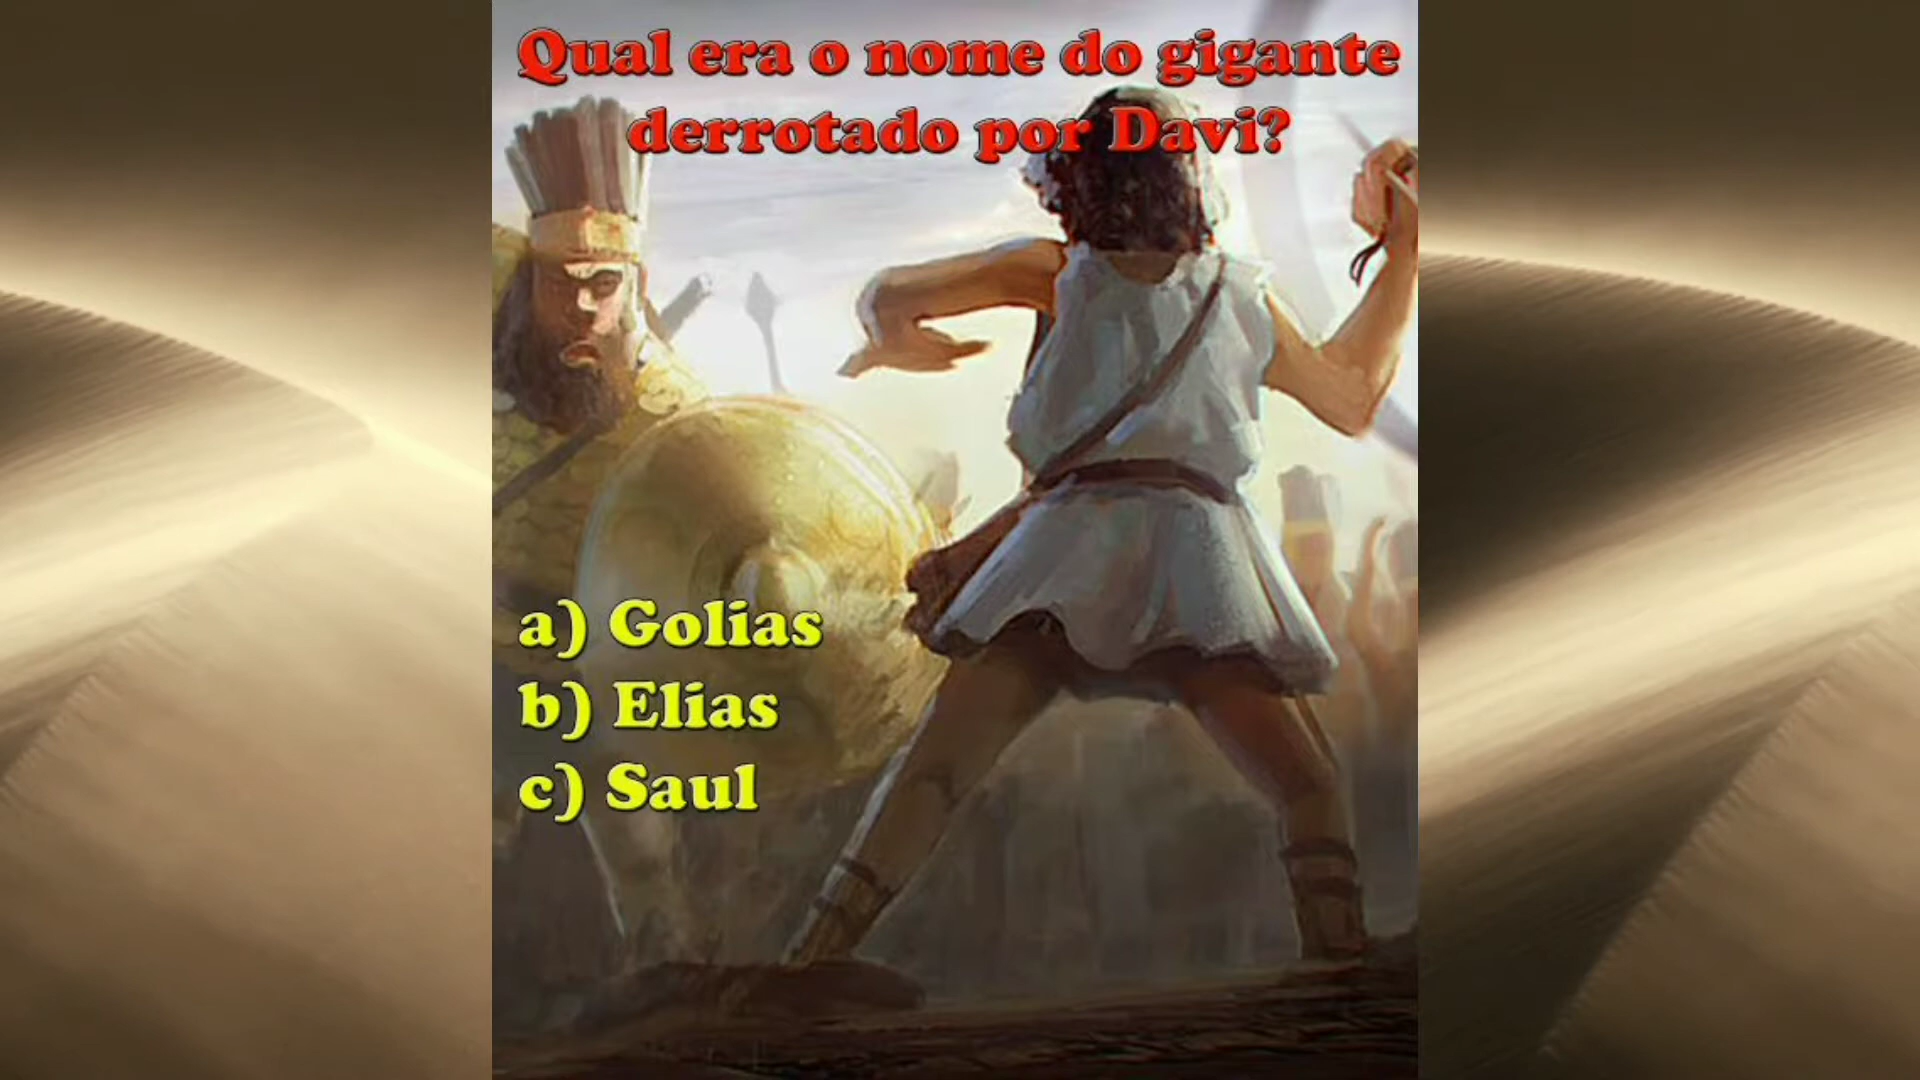 Qual era o nome do gigante
derrotado por Davi?
a) Golias
b) Elias
c) Saul